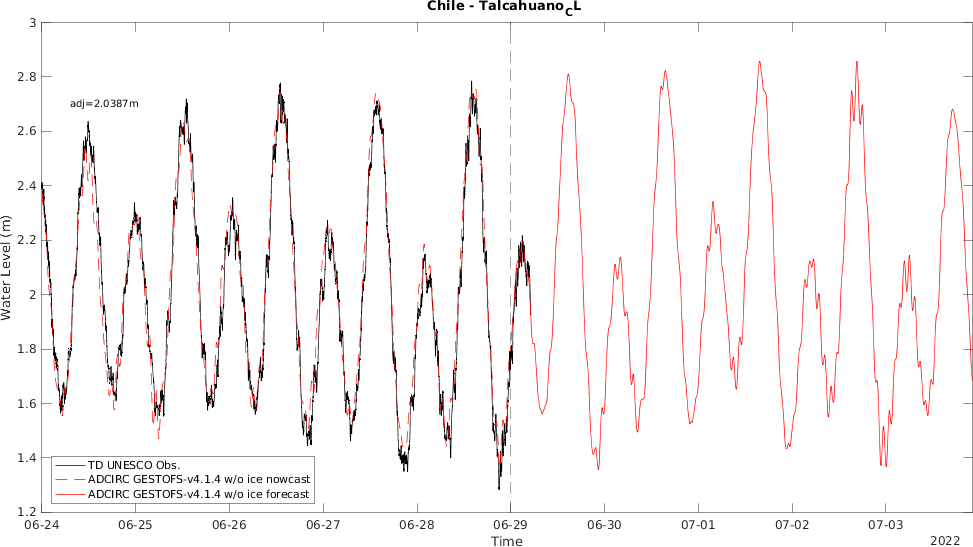 Chile - Talcahuano_CL
3
2.8
2.6
2.4
2.2
2
1.8
1.6
1.4
1.2
Water Level (m)
adj=2.0387m
TD UNESCO Obs.
ADCIRC GESTOFS-v4.1.4 w/o ice nowcast
ADCIRC GESTOFS-v4.1.4 w/o ice forecast
06-24 06-25 06-26 06-27 06-28 06-29 06-30 07-01 07-02 07-03
Time
2022